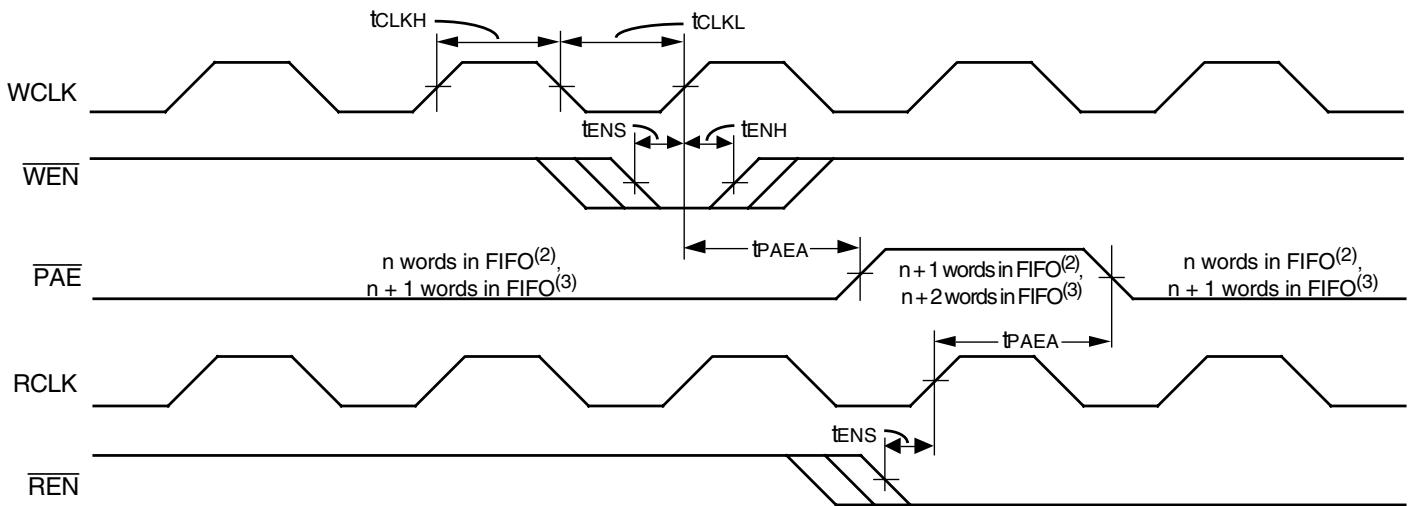 tCLKH
tCLKL
WCLK
tENS
tENH
WEN
tPAEA
PAE
n words in FIFO(2),
n + 1 words in FIFO(3)
n + 1 words in FIFO(2),
n + 2 words in FIFO(3)
n words in FIFO(2),
n + 1 words in FIFO(3)
tPAEA
RCLK
tENS
REN